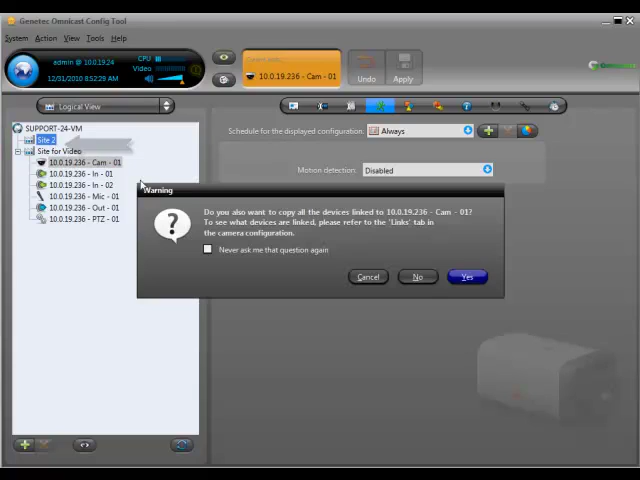 Genetec Omnicast Config Tool
System Action View Tools Help
admin @ 10.0.19.24
12/31/2010 8:52:29 AM
CPU
Video
10.0.19.236 - Cam - 01
Undo
Apply
Logical View
SUPPORT-24-VM
Site 2
Site for Video
10.0.19.236 - Cam - 01
10.0.19.236 - In - 01
10.0.19.236 - In - 02
10.0.19.236 - Mic - 01
10.0.19.236 - Out - 01
10.0.19.236 - PTZ - 01
Schedule for the displayed configuration:
Always
Motion detection:
Disabled
Warning
Do you also want to copy all the devices linked to 10.0.19.236 - Cam - 01?
To see what devices are linked, please refer to the 'Links' tab in
the camera configuration.
Never ask me that question again
Cancel
No
Yes